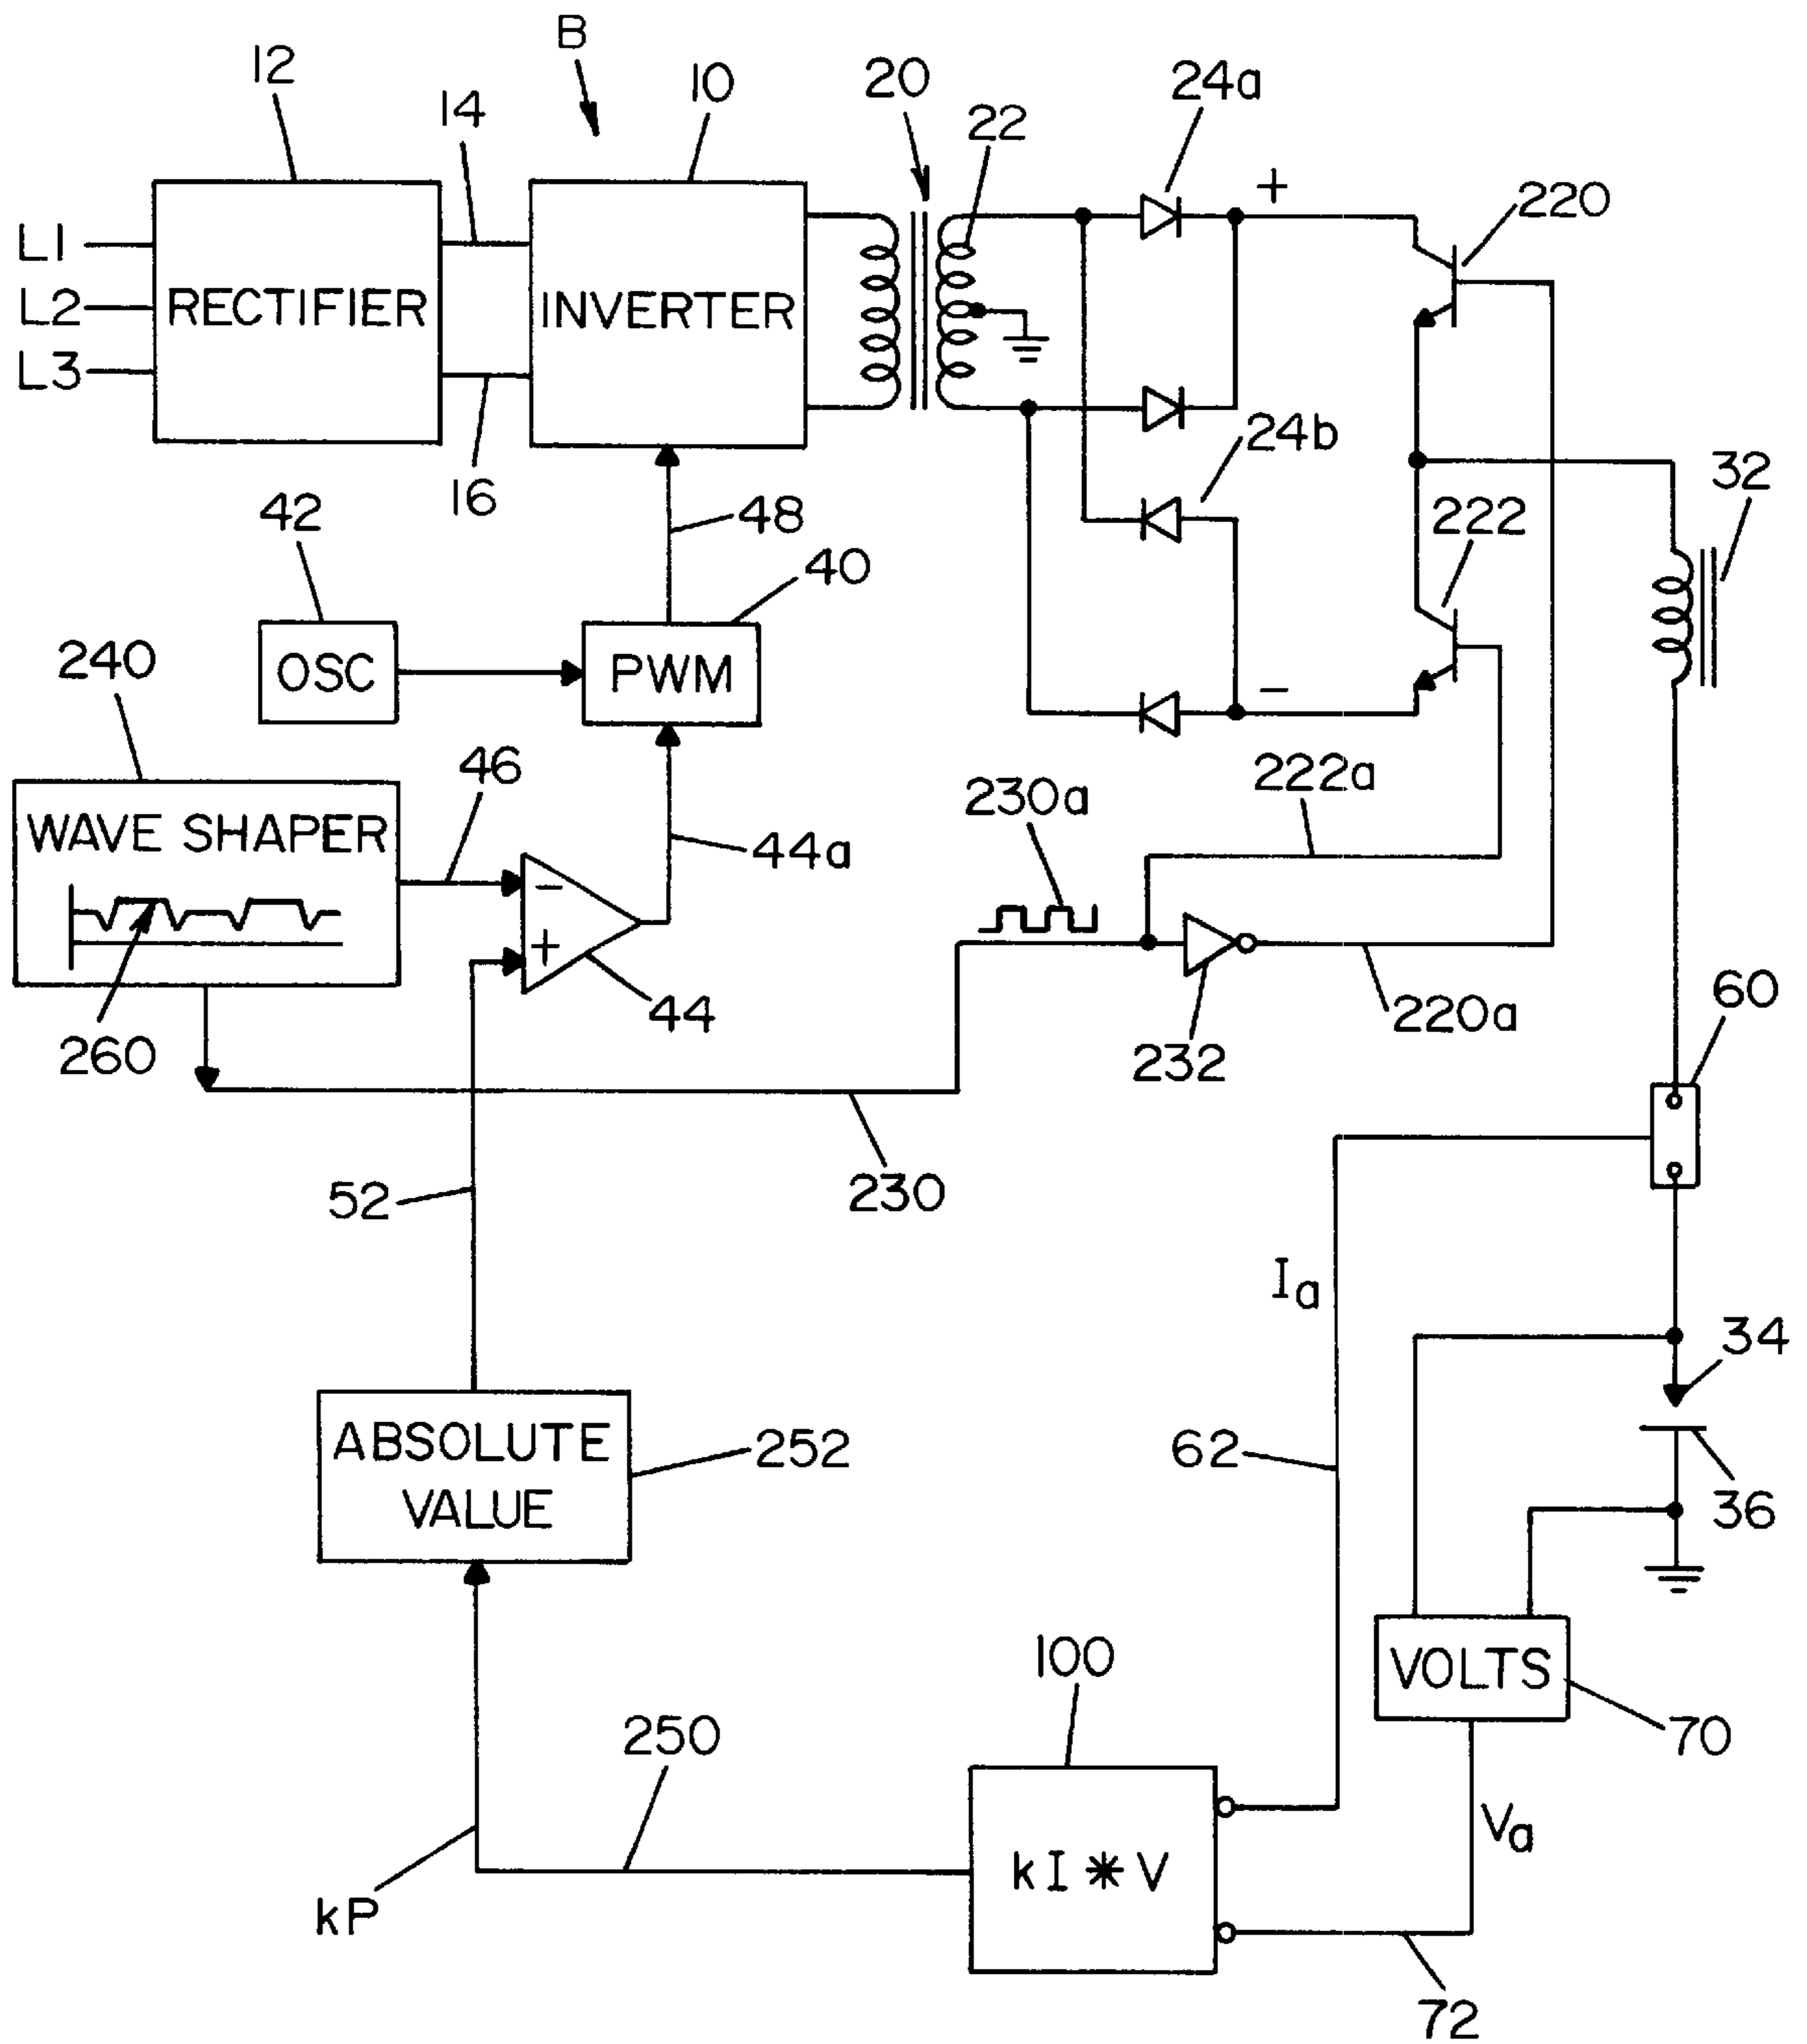 B
12
14
10
20
22
24a
+
220
L1
L2
L3
RECTIFIER
INVERTER
24b
16
42
48
40
222
32
240
OSC
PWM
−
46
222a
230a
WAVE SHAPER
44a
−
+
44
260
232
220a
60
52
230
Ia
34
ABSOLUTE
VALUE
252
62
36
100
VOLTS
70
250
kI * V
Va
kP
72